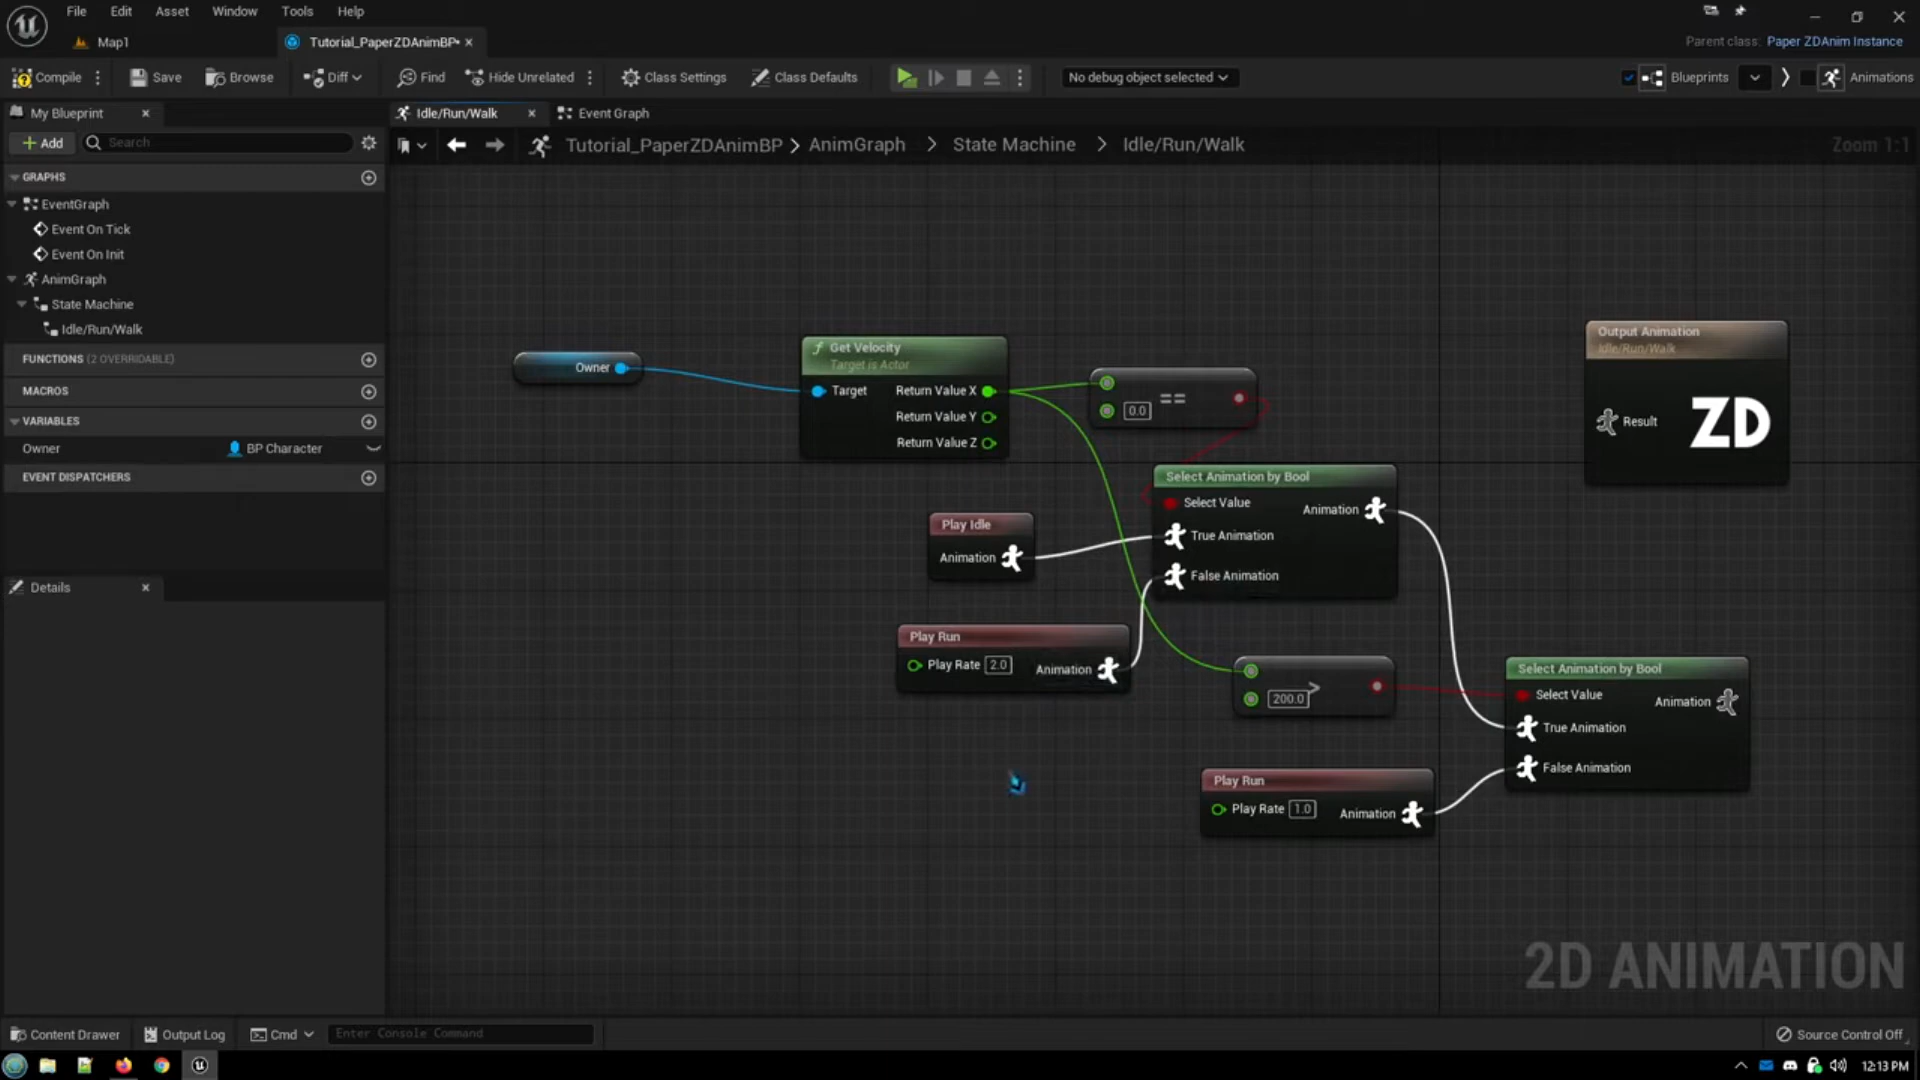 File Edit Asset Window Tools Help
Map1
Tutorial_PaperZDAnimBP•
Parent class: Paper ZDAnim Instance
Compile
Save
Browse
Diff
Find
Hide Unrelated
Class Settings
Class Defaults
No debug object selected
Blueprints
Animations
My Blueprint
Idle/Run/Walk
Event Graph
+ Add
Search
Tutorial_PaperZDAnimBP > AnimGraph > State Machine > Idle/Run/Walk
Zoom 1:1
GRAPHS
EventGraph
Event On Tick
Event On Init
AnimGraph
State Machine
Idle/Run/Walk
FUNCTIONS (2 OVERRIDABLE)
MACROS
VARIABLES
Owner BP Character
EVENT DISPATCHERS
Details
Owner
f Get Velocity
Target is Actor
Target
Return Value X
Return Value Y
Return Value Z
0.0
==
Output Animation
Idle/Run/Walk
Result
ZD
Select Animation by Bool
Select Value
Animation
True Animation
False Animation
Play Idle
Animation
Play Run
Play Rate 2.0
Animation
200.0
>
Select Animation by Bool
Select Value
Animation
True Animation
False Animation
Play Run
Play Rate 1.0
Animation
2D ANIMATION
Content Drawer
Output Log
Cmd
Enter Console Command
Source Control Off
12:13 PM